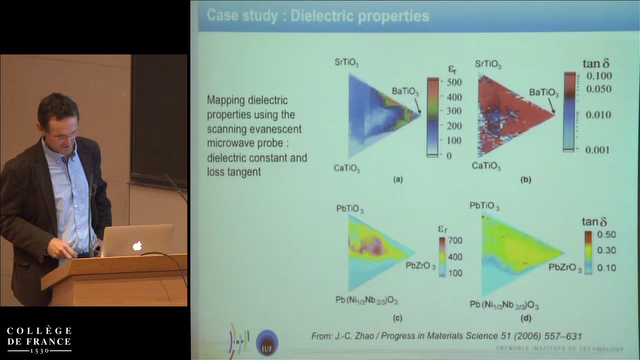 Case study : Dielectric properties
Mapping dielectric
properties using the
scanning evanescent
microwave probe :
dielectric constant and
loss tangent
SrTiO3
εr
BaTiO3
500
400
300
200
100
0
CaTiO3
(a)
SrTiO3
tan δ
BaTiO3
0.100
0.050
0.010
0.001
CaTiO3
(b)
PbTiO3
εr
700
400
100
PbZrO3
Pb(Ni1/3Nb2/3)O3
(c)
PbTiO3
tan δ
0.50
0.30
0.10
PbZrO3
Pb(Ni1/3Nb2/3)O3
(d)
From: J.-C. Zhao / Progress in Materials Science 51 (2006) 557–631
GRENOBLE INSTITUTE OF TECHNOLOGY
IUF
COLLÈGE
DE FRANCE
1530